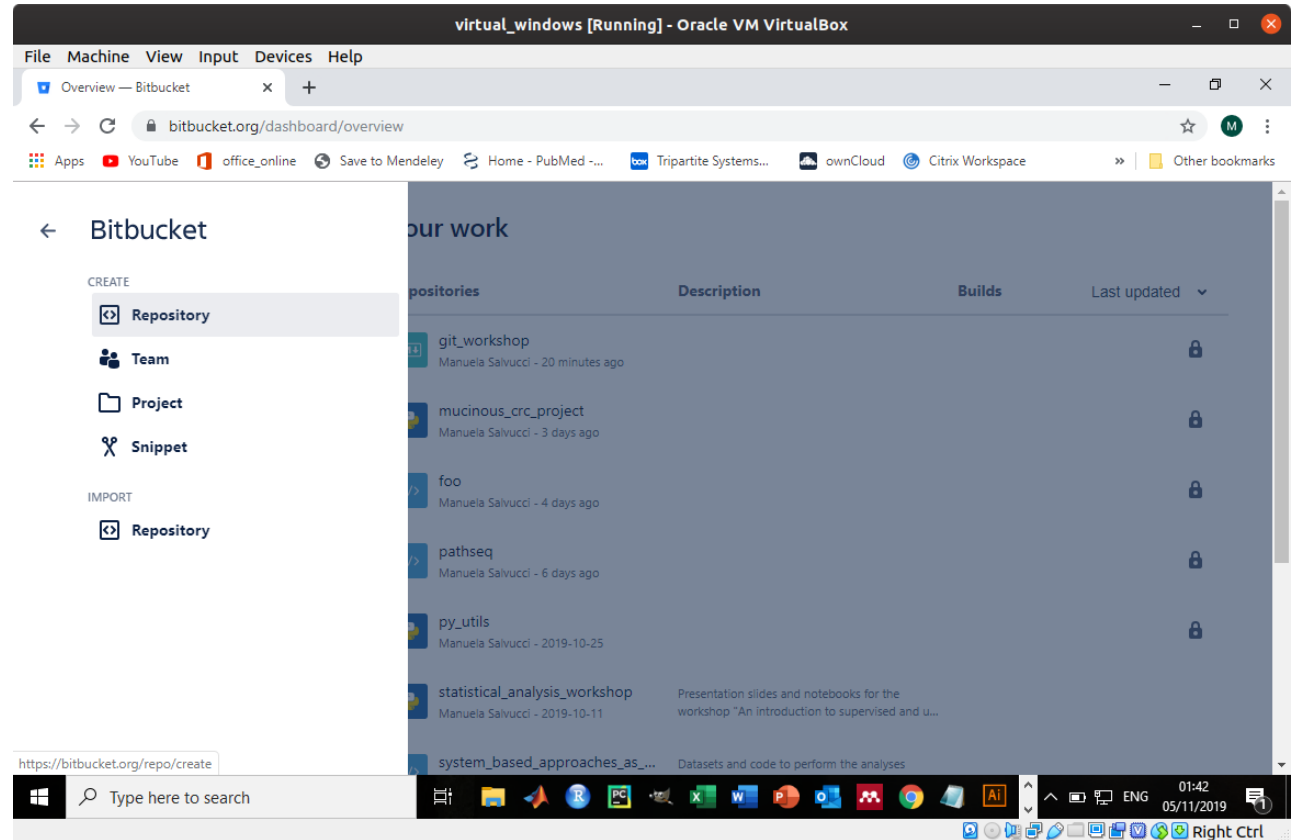 virtual_windows [Running] - Oracle VM VirtualBox
File Machine View Input Devices Help
Overview — Bitbucket
bitbucket.org/dashboard/overview
M
Apps YouTube office_online Save to Mendeley Home - PubMed -... box Tripartite Systems... ownCloud Citrix Workspace » Other bookmarks
Bitbucket
our work
CREATE
positories Description Builds Last updated
Repository
git_workshop
Manuela Salvucci - 20 minutes ago
Team
Project
mucinous_crc_project
Manuela Salvucci - 3 days ago
Snippet
foo
Manuela Salvucci - 4 days ago
IMPORT
Repository
pathseq
Manuela Salvucci - 6 days ago
py_utils
Manuela Salvucci - 2019-10-25
statistical_analysis_workshop
Manuela Salvucci - 2019-10-11
Presentation slides and notebooks for the
workshop "An introduction to supervised and u...
system_based_approaches_as_...
Datasets and code to perform the analyses
https://bitbucket.org/repo/create
Type here to search
R PC X W P Ai
ENG
01:42
05/11/2019
1
Right Ctrl